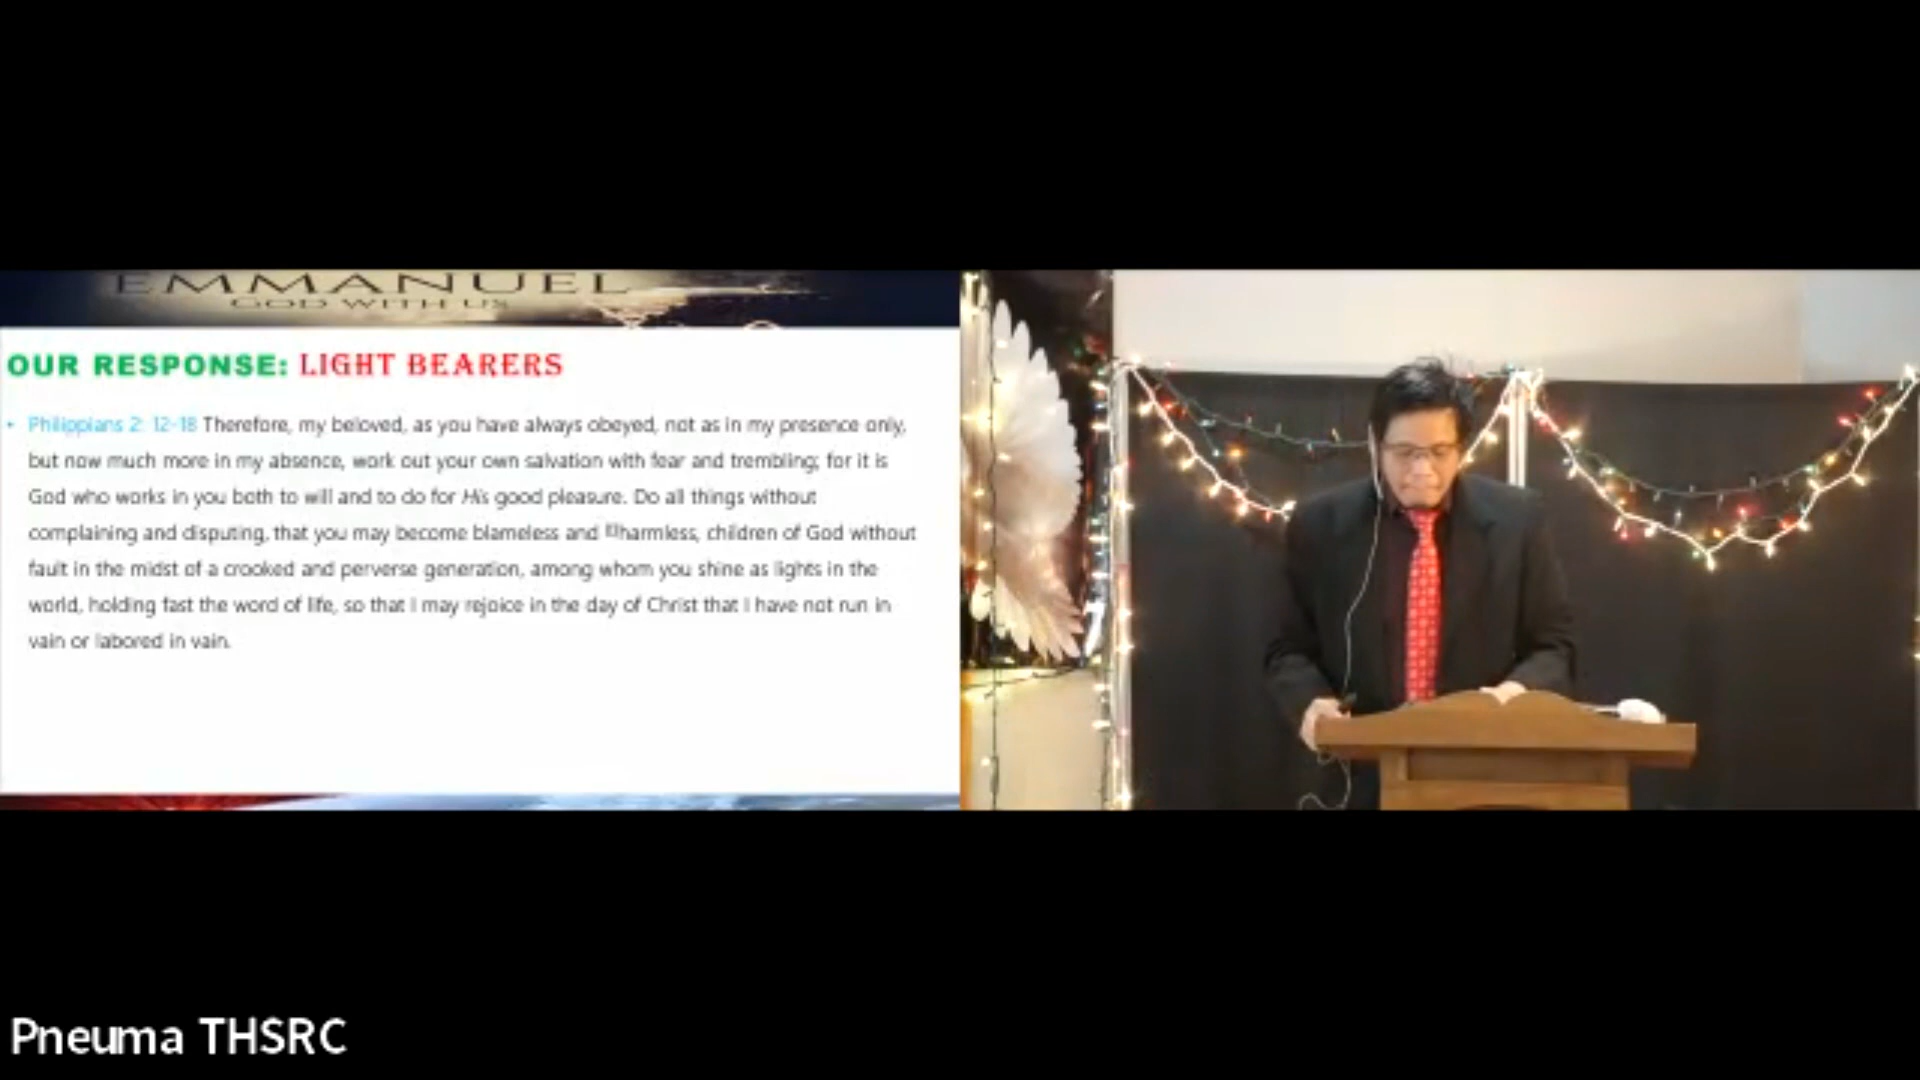 EMMANUEL
GOD WITH US
OUR RESPONSE: LIGHT BEARERS
• Philippians 2: 12-18 Therefore, my beloved, as you have always obeyed, not as in my presence only,
but now much more in my absence, work out your own salvation with fear and trembling; for it is
God who works in you both to will and to do for His good pleasure. Do all things without
complaining and disputing, that you may become blameless and harmless, children of God without
fault in the midst of a crooked and perverse generation, among whom you shine as lights in the
world, holding fast the word of life, so that I may rejoice in the day of Christ that I have not run in
vain or labored in vain.
Pneuma THSRC